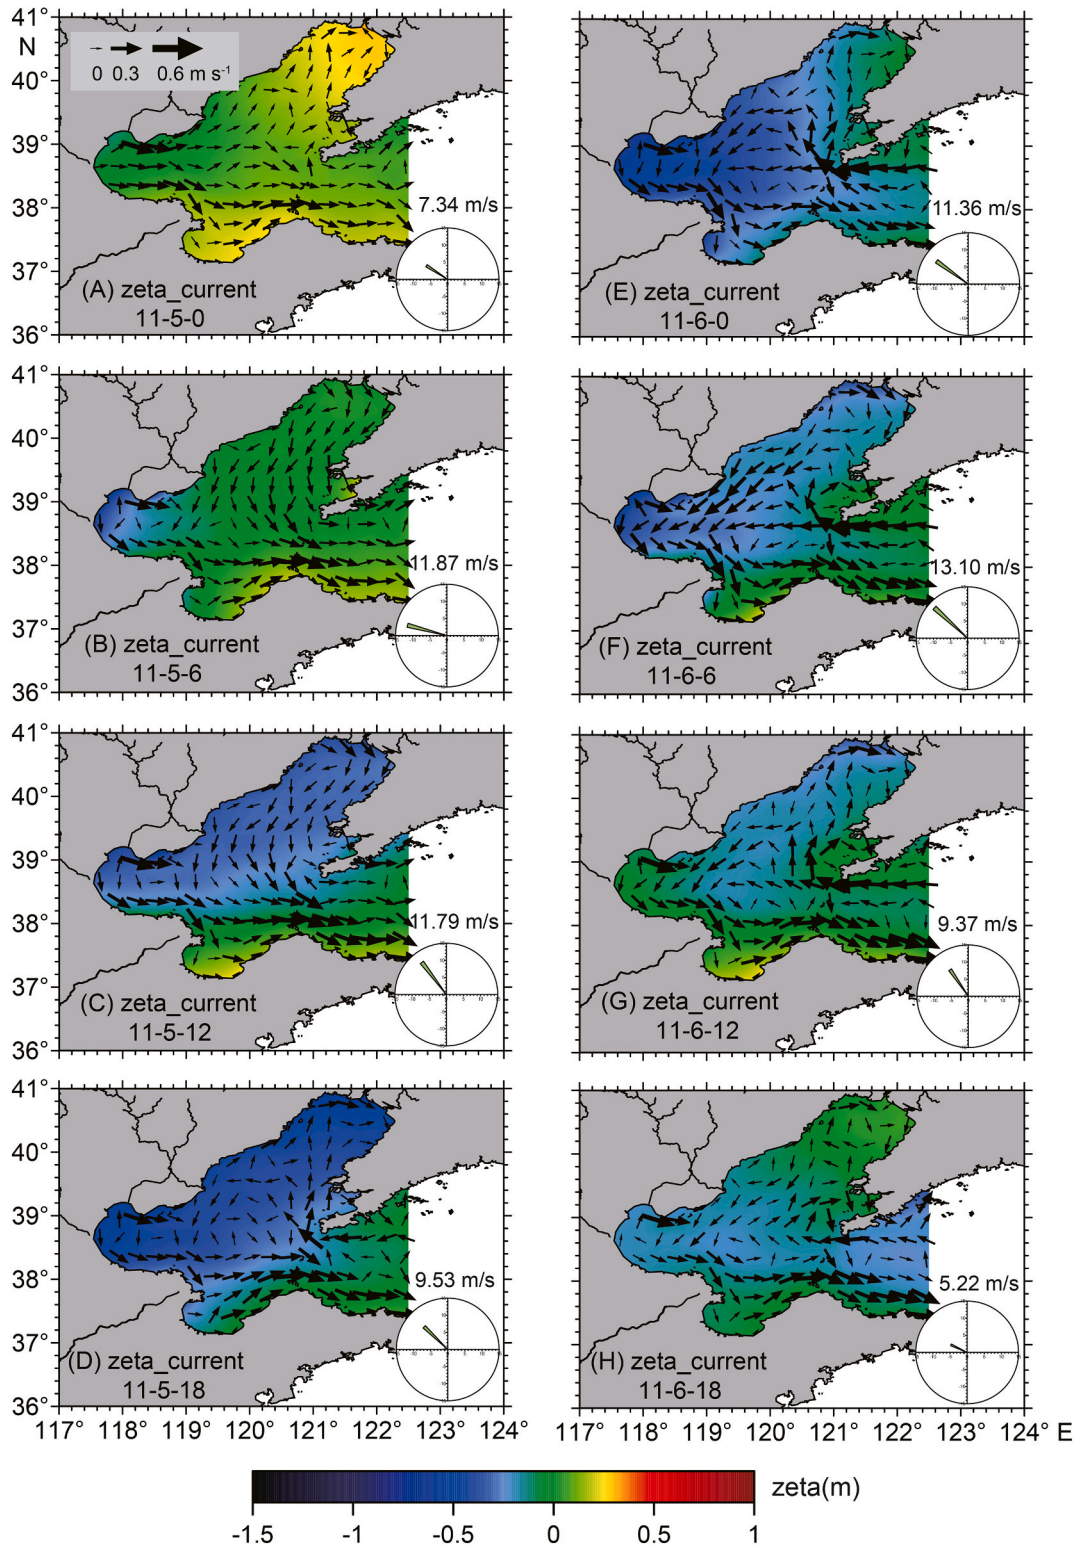 41°
N
40°
39°
38°
37°
36°
0 0.3 0.6 m s⁻¹
7.34 m/s
(A) zeta_current
11-5-0
11.36 m/s
(E) zeta_current
11-6-0
41°
40°
39°
38°
37°
36°
11.87 m/s
(B) zeta_current
11-5-6
13.10 m/s
(F) zeta_current
11-6-6
41°
40°
39°
38°
37°
36°
11.79 m/s
(C) zeta_current
11-5-12
9.37 m/s
(G) zeta_current
11-6-12
41°
40°
39°
38°
37°
36°
9.53 m/s
(D) zeta_current
11-5-18
5.22 m/s
(H) zeta_current
11-6-18
117° 118° 119° 120° 121° 122° 123° 124°
118° 119° 120° 121° 122° 123° 124° E
zeta(m)
-1.5 -1 -0.5 0 0.5 1